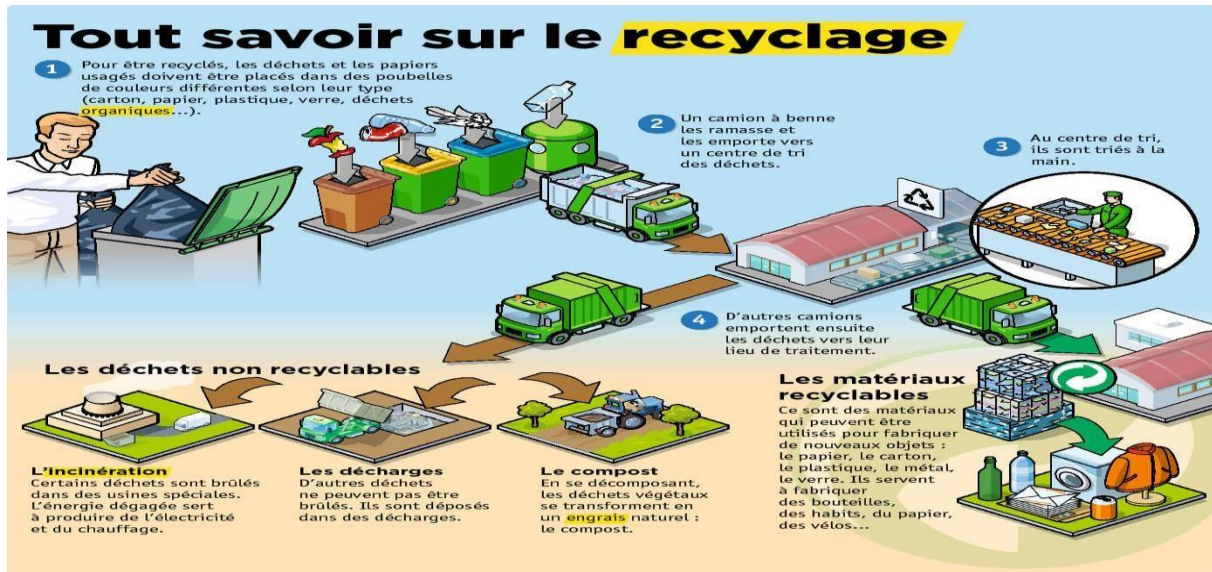 Tout savoir sur le recyclage
1
Pour être recyclés, les déchets et les papiers
usagés doivent être placés dans des poubelles
de couleurs différentes selon leur type
(carton, papier, plastique, verre, déchets
organiques...).
2
Un camion à benne
les ramasse et
les emporte vers
un centre de tri
des déchets.
3
Au centre de tri,
ils sont triés à la
main.
4
D'autres camions
emportent ensuite
les déchets vers leur
lieu de traitement.
Les déchets non recyclables
L'incinération
Certains déchets sont brûlés
dans des usines spéciales.
L'énergie dégagée sert
à produire de l'électricité
et du chauffage.
Les décharges
D'autres déchets
ne peuvent pas être
brûlés. Ils sont déposés
dans des décharges.
Le compost
En se décomposant,
les déchets végétaux
se transforment en
un engrais naturel :
le compost.
Les matériaux
recyclables
Ce sont des matériaux
qui peuvent être
utilisés pour fabriquer
de nouveaux objets :
le papier, le carton,
le plastique, le métal,
le verre. Ils servent
à fabriquer
des bouteilles,
des habits, du papier,
des vélos...